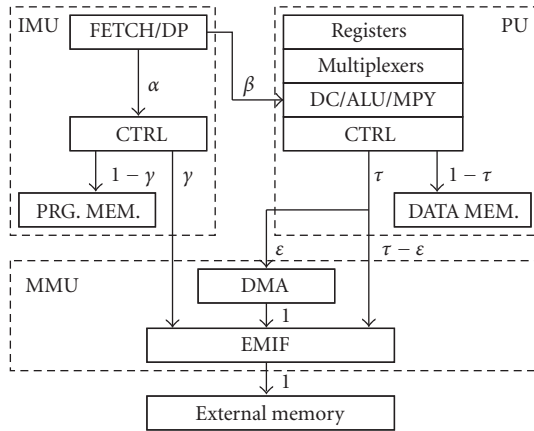 IMU
FETCH/DP
Registers
PU
Multiplexers
α
β
DC/ALU/MPY
CTRL
CTRL
1 − γ
γ
τ
1 − τ
PRG. MEM.
DATA MEM.
ε
τ − ε
MMU
DMA
1
EMIF
1
External memory